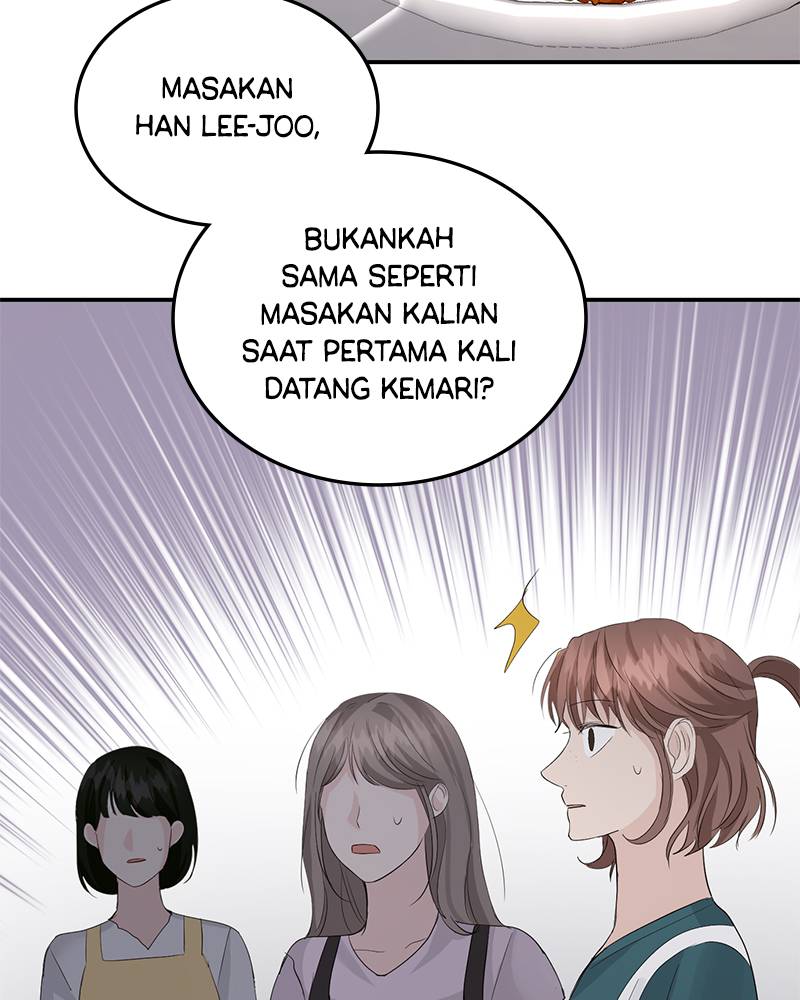 MASAKAN
HAN LEE-JOO,
BUKANKAH
SAMA SEPERTI
MASAKAN KALIAN
SAAT PERTAMA KALI
DATANG KEMARI?